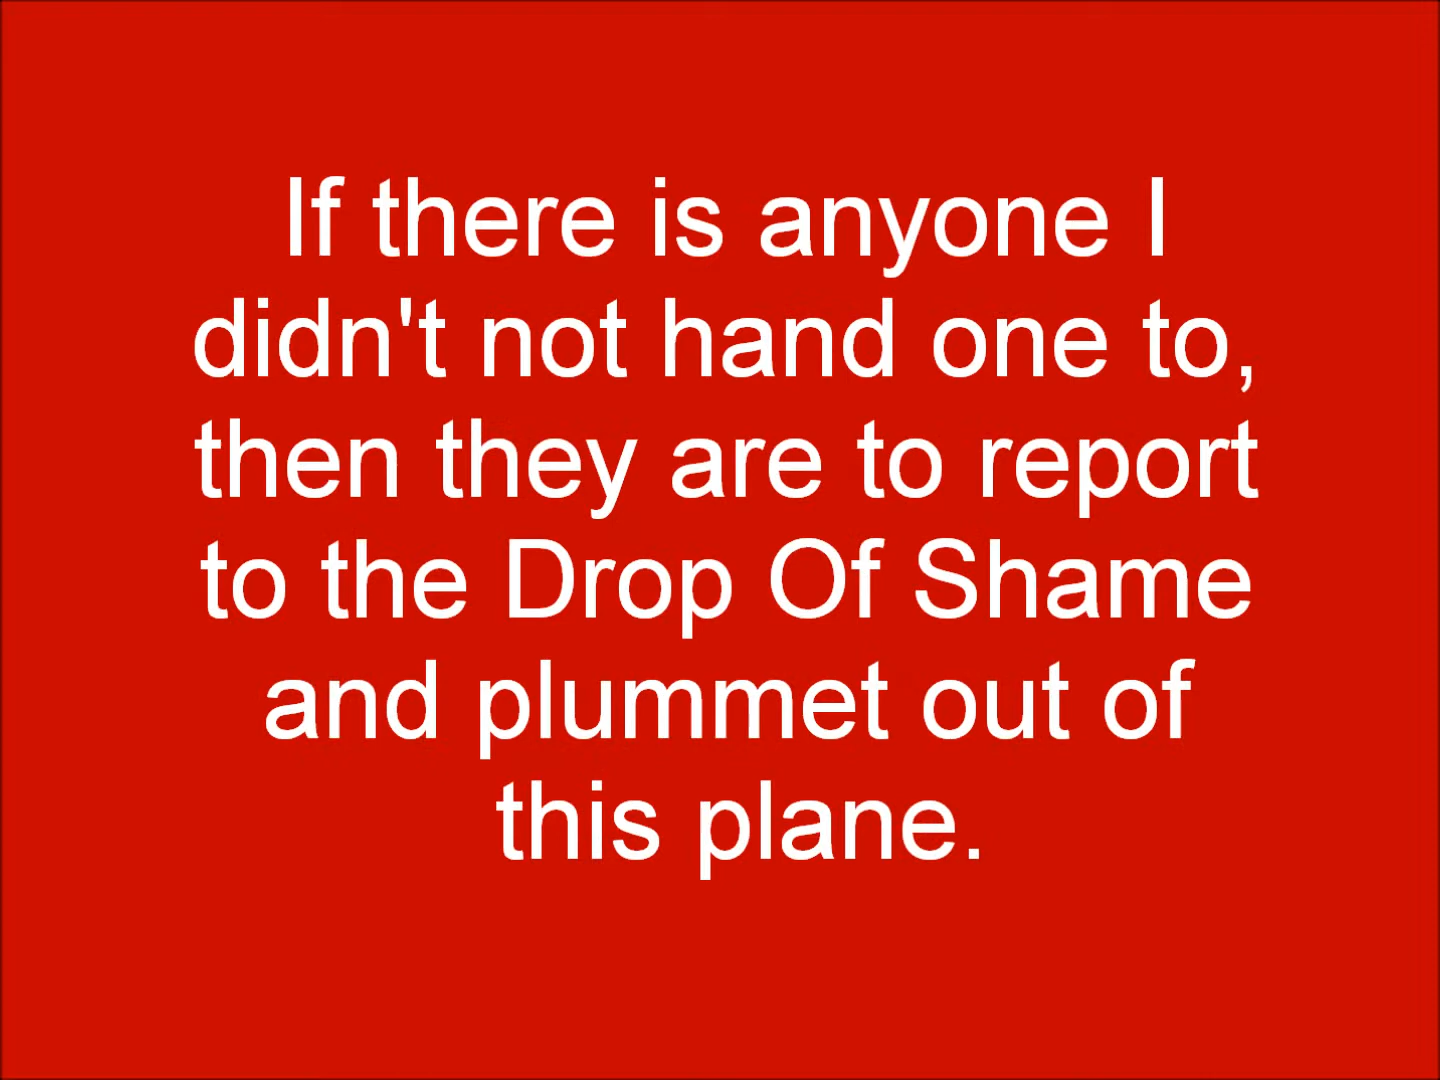 If there is anyone I
didn't not hand one to,
then they are to report
to the Drop Of Shame
and plummet out of
this plane.